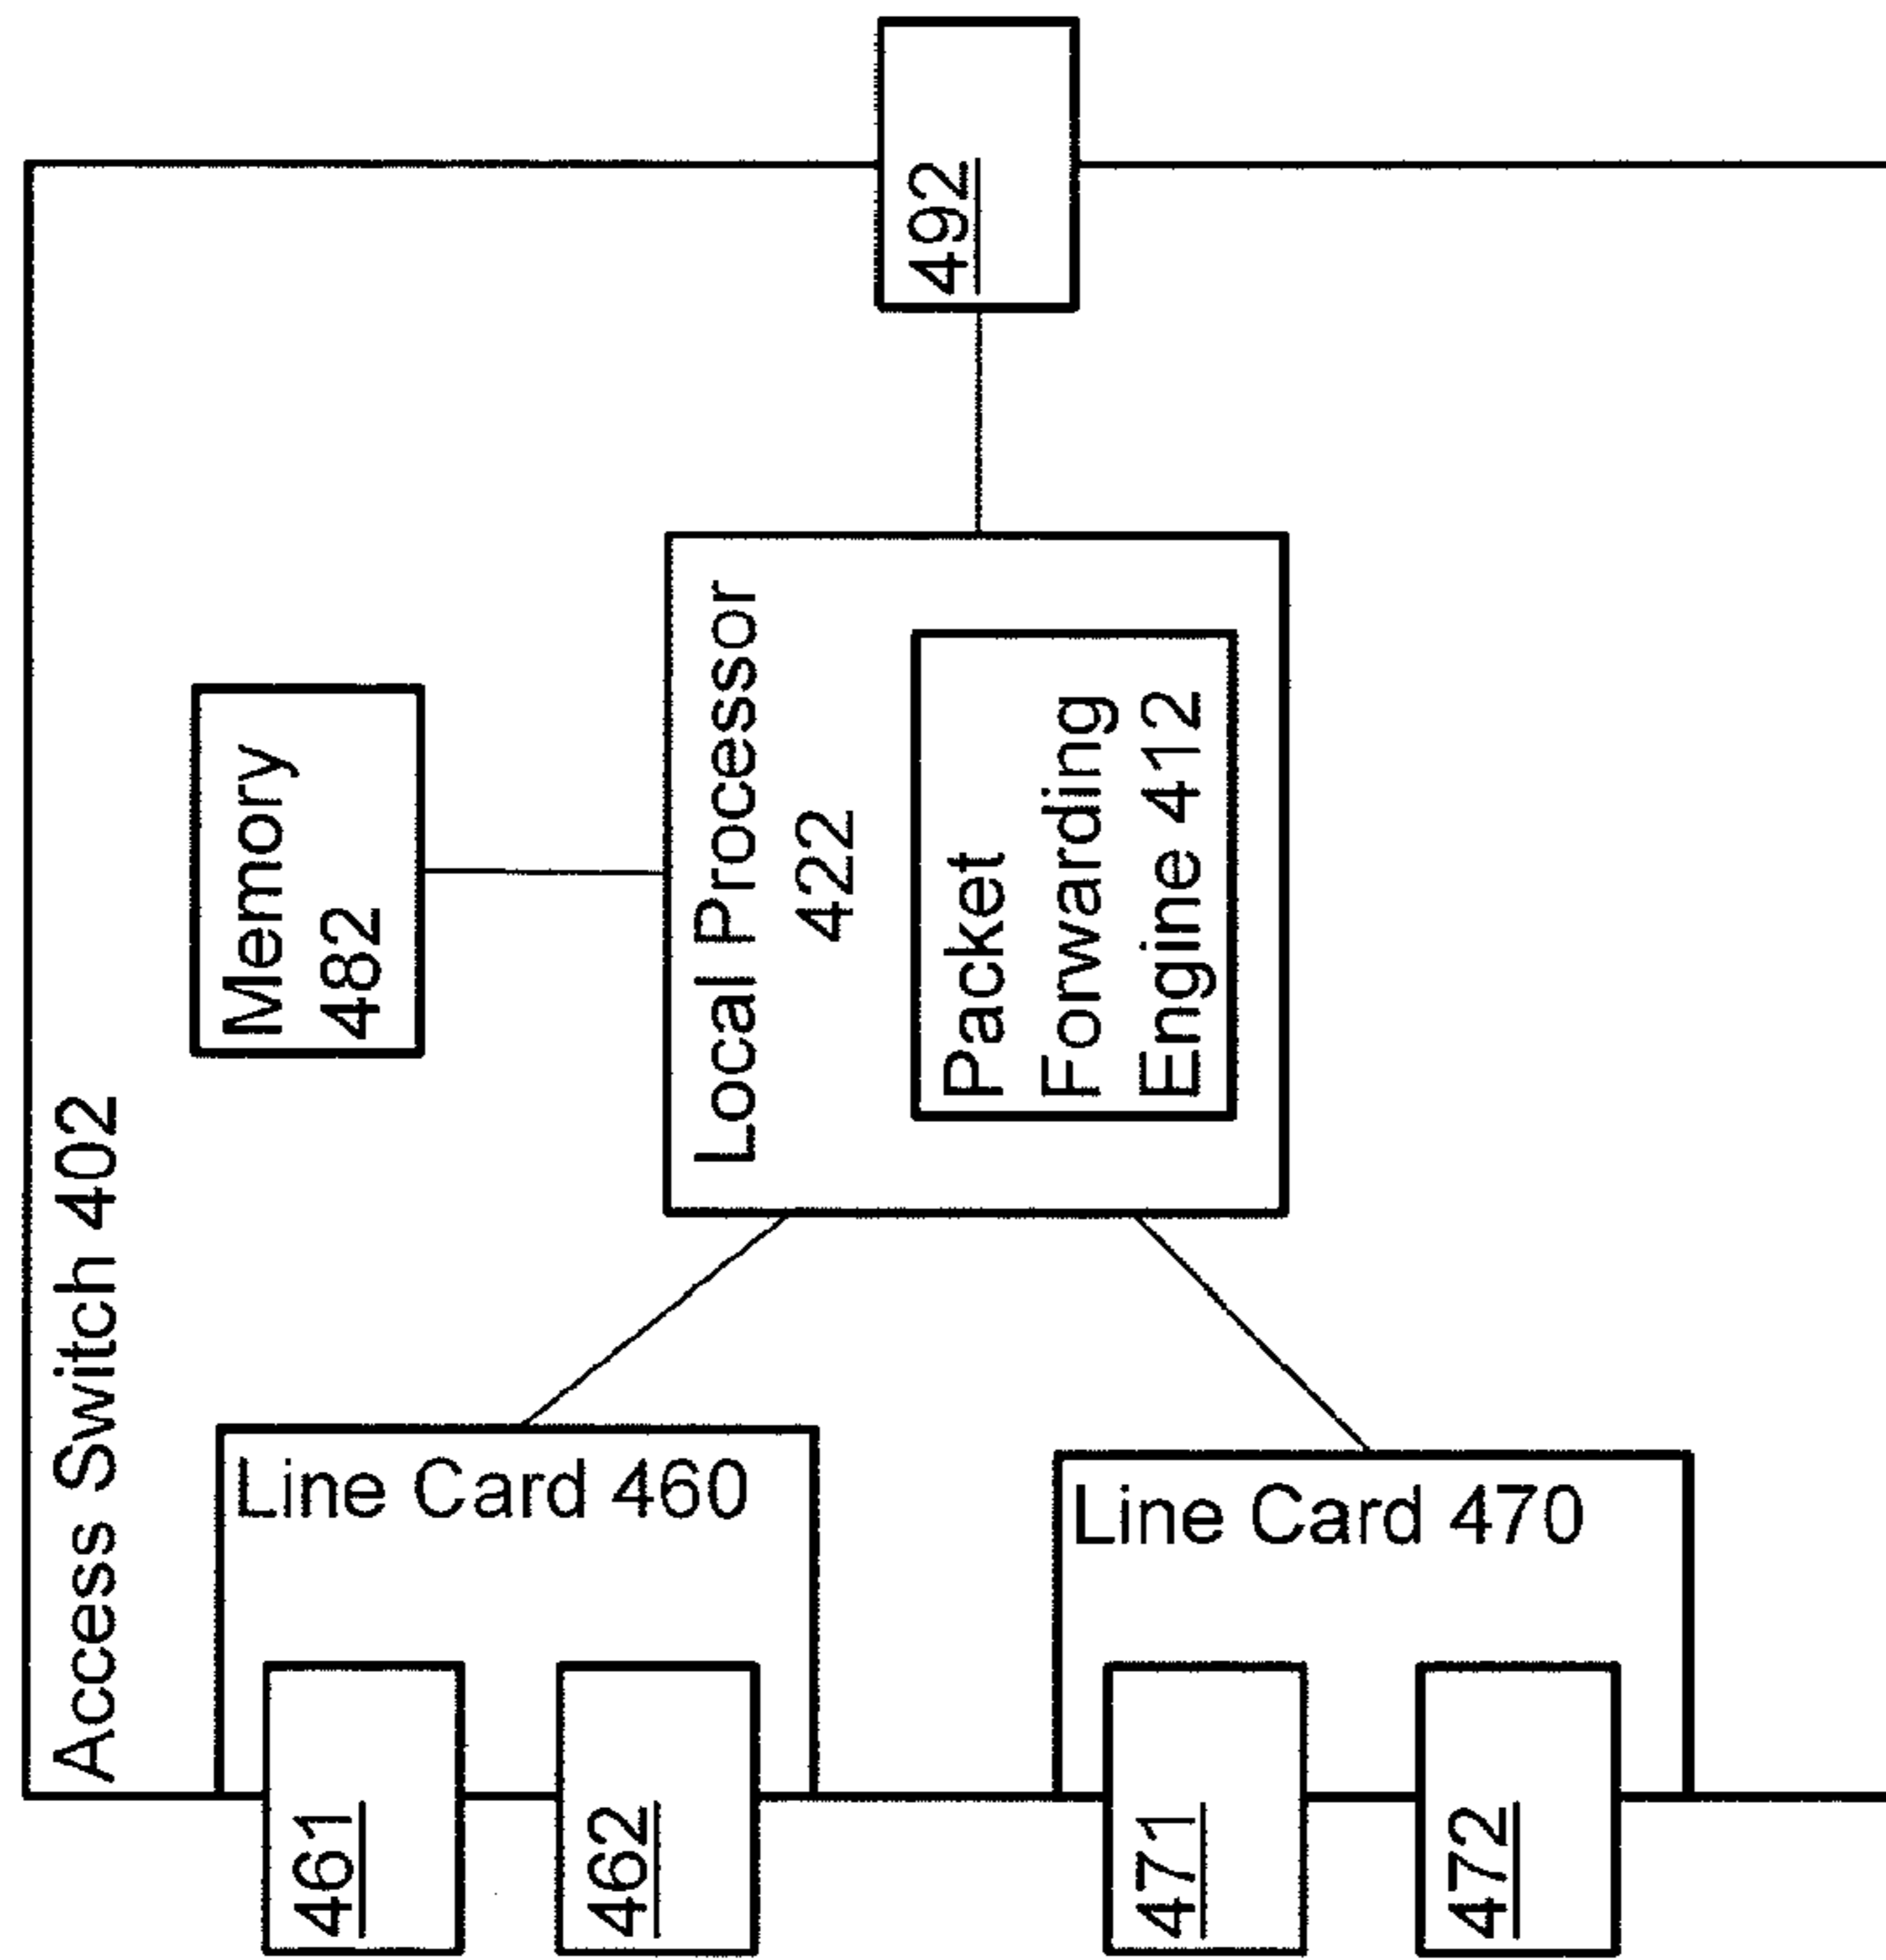 Access Switch 402
Memory
482
Local Processor
422
Packet
Forwarding
Engine 412
492
Line Card 460
461
462
Line Card 470
471
472